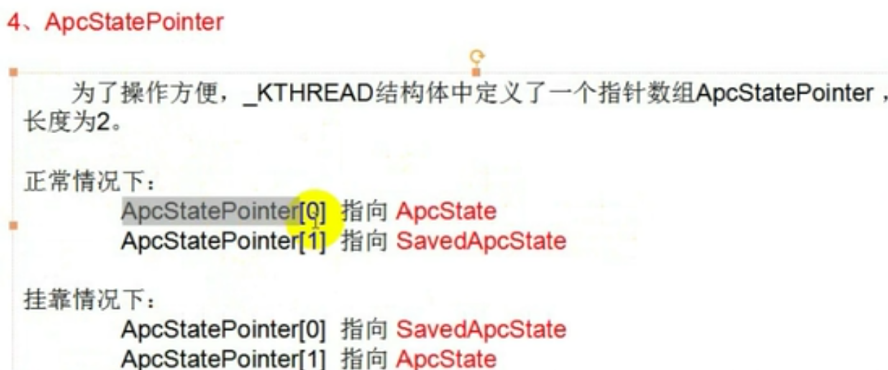 4、ApcStatePointer
为了操作方便，_KTHREAD结构体中定义了一个指针数组ApcStatePointer，
长度为2。
正常情况下：
ApcStatePointer[0] 指向 ApcState
ApcStatePointer[1] 指向 SavedApcState
挂靠情况下：
ApcStatePointer[0] 指向 SavedApcState
ApcStatePointer[1] 指向 ApcState